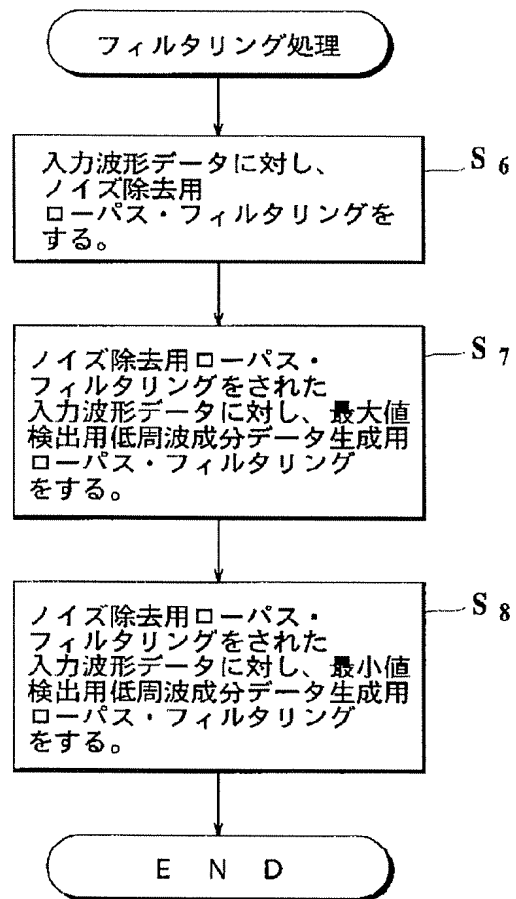 フィルタリング処理
入力波形データに対し、
ノイズ除去用
ローパス・フィルタリングを
する。
S 6
ノイズ除去用ローパス・
フィルタリングをされた
入力波形データに対し、最大値
検出用低周波成分データ生成用
ローパス・フィルタリング
をする。
S 7
ノイズ除去用ローパス・
フィルタリングをされた
入力波形データに対し、最小値
検出用低周波成分データ生成用
ローパス・フィルタリング
をする。
S 8
E N D